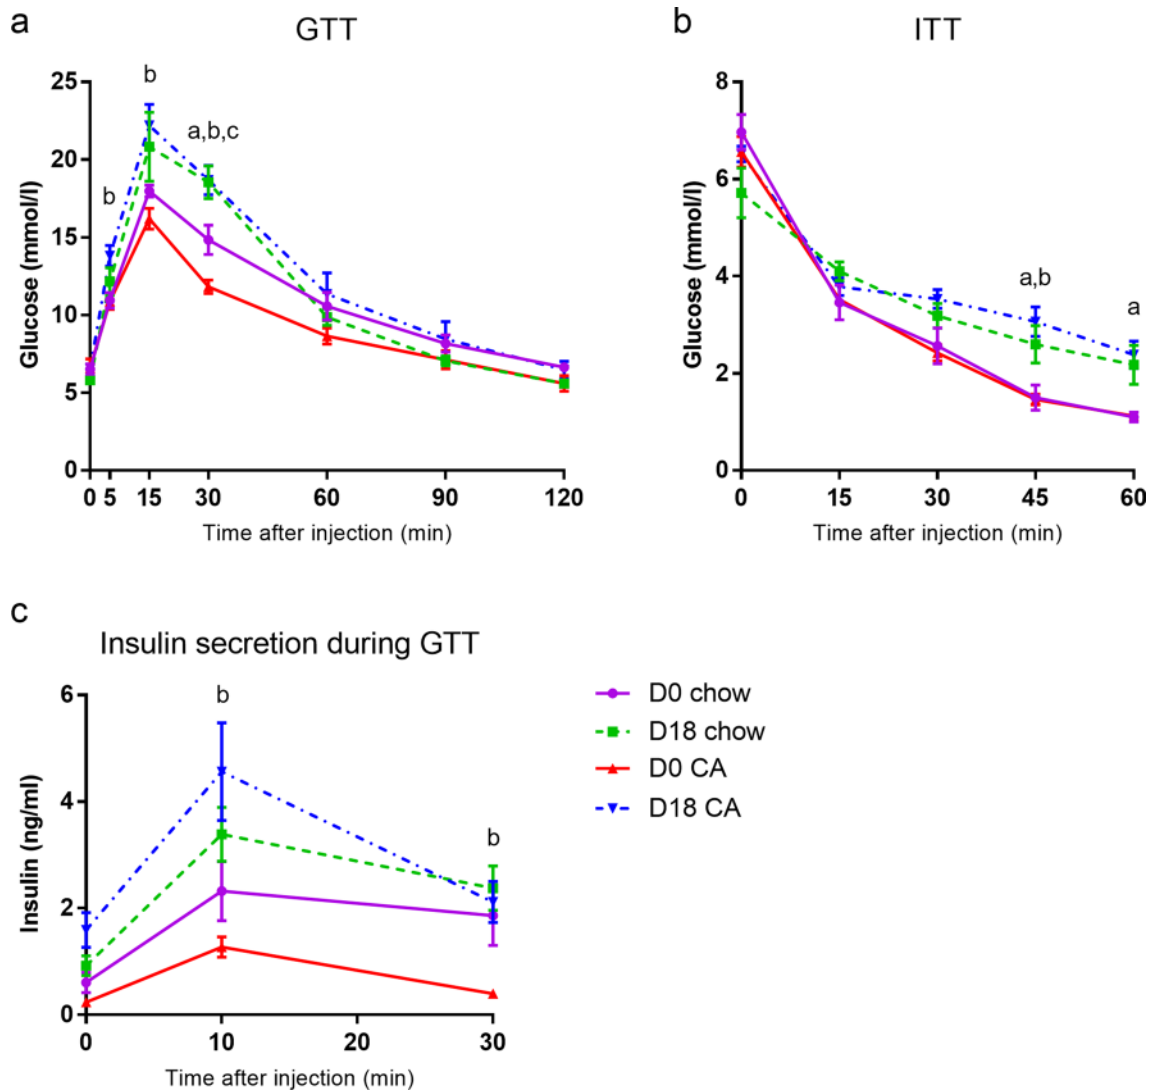 a
GTT
25
20
15
10
5
0
Glucose (mmol/l)
b
b
a,b,c
0 5 15 30 60 90 120
Time after injection (min)
b
ITT
8
6
4
2
0
Glucose (mmol/l)
a,b
a
0 15 30 45 60
Time after injection (min)
c
Insulin secretion during GTT
6
4
2
0
Insulin (ng/ml)
b
b
0 10 20 30
Time after injection (min)
D0 chow
D18 chow
D0 CA
D18 CA